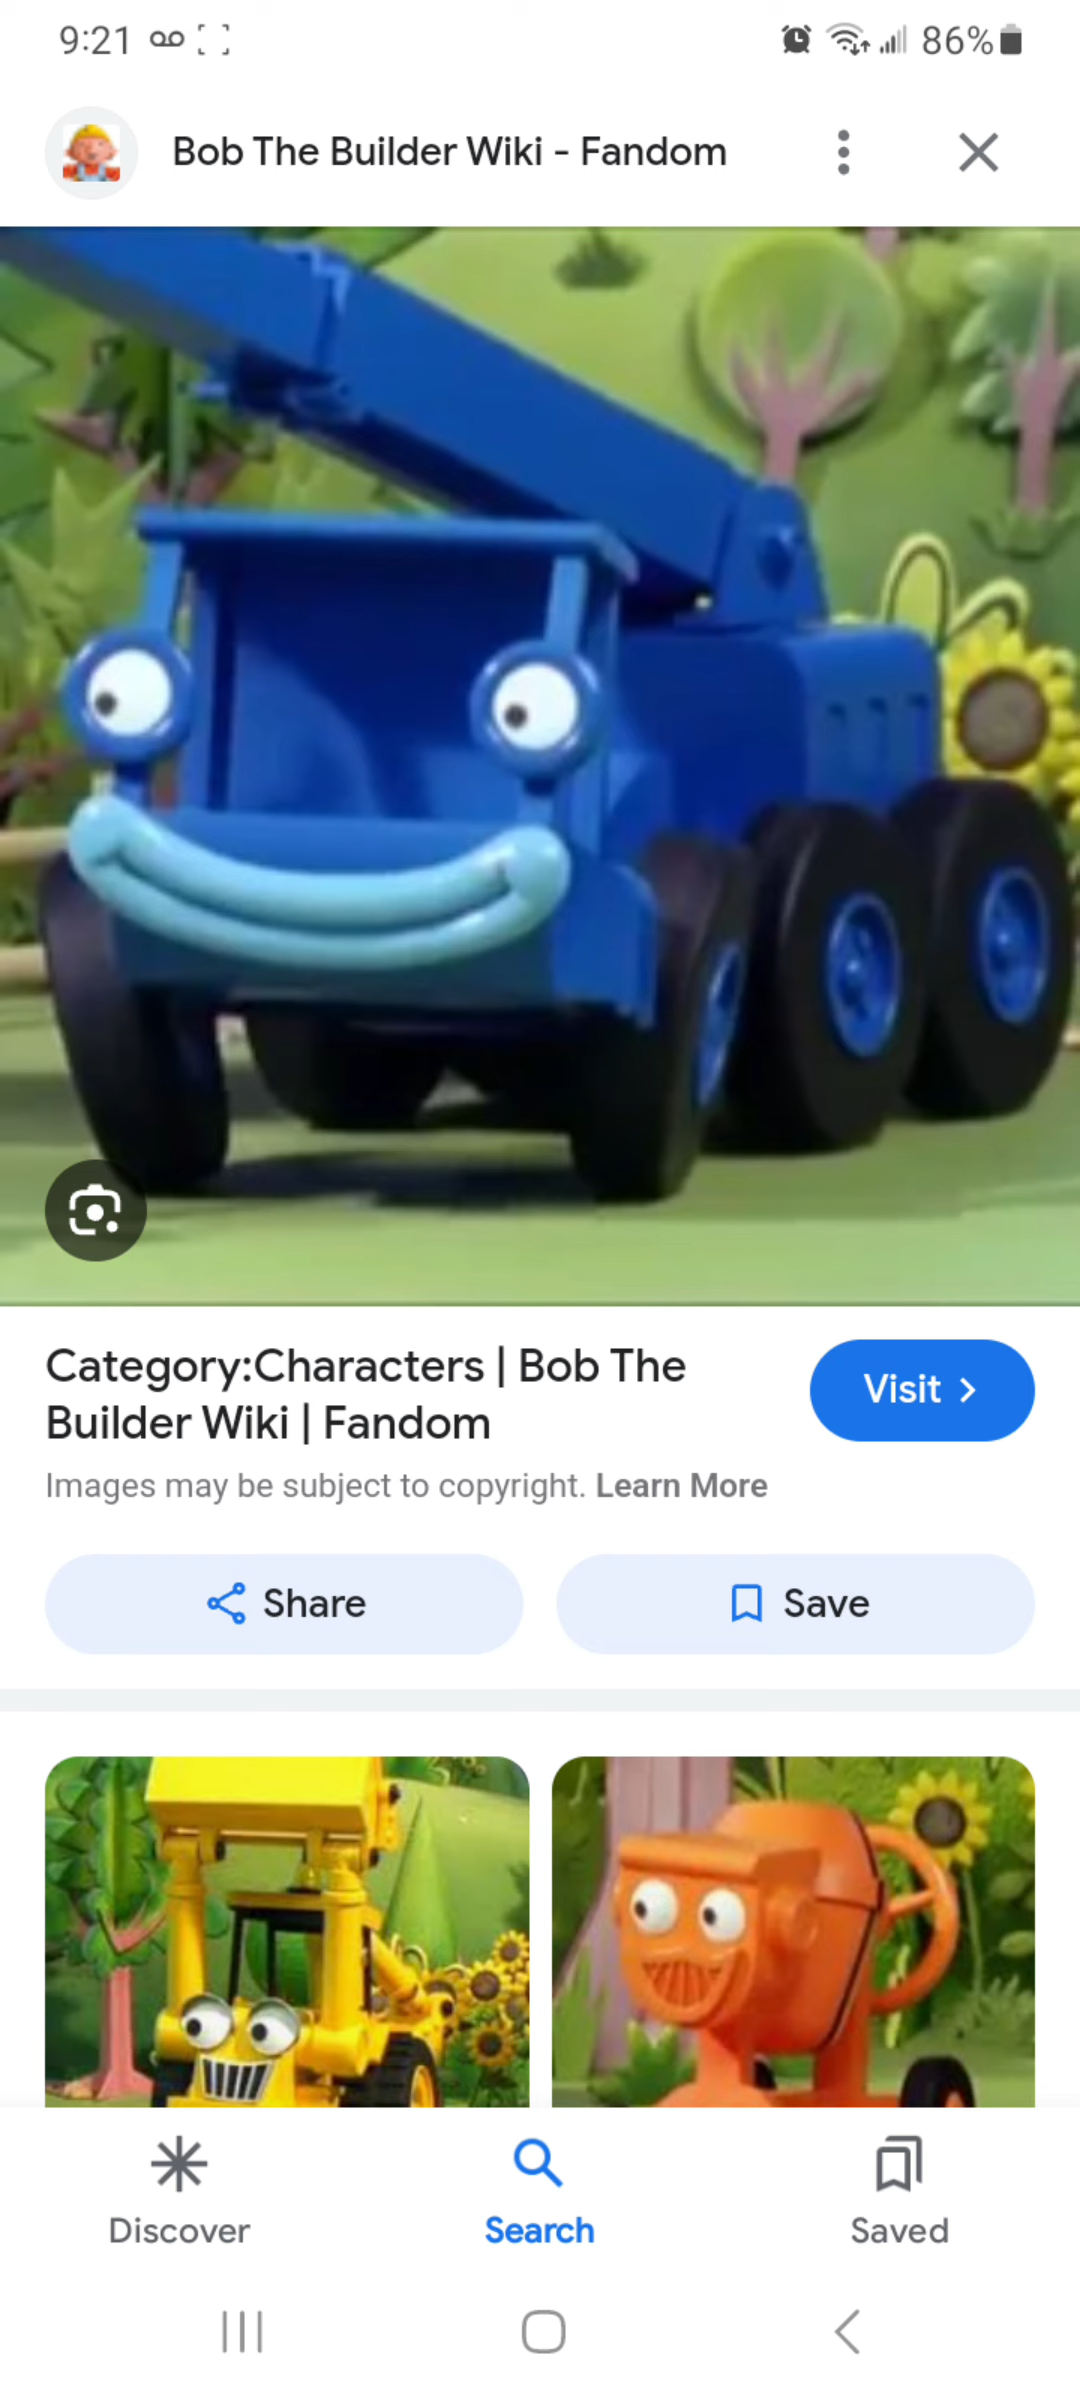 9:21
86%
Bob The Builder Wiki - Fandom
Category:Characters | Bob The
Builder Wiki | Fandom
Visit
Images may be subject to copyright. Learn More
Share
Save
Discover
Search
Saved